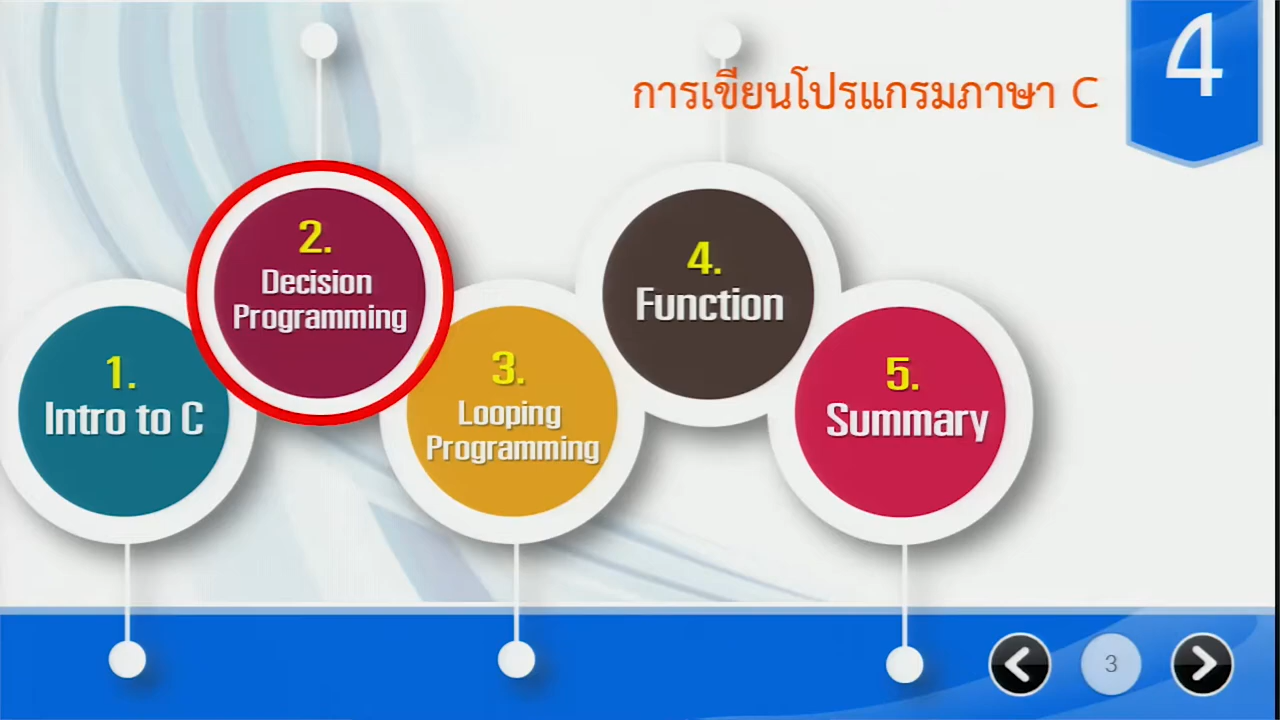 4
การเขียนโปรแกรมภาษา C
1.
Intro to C
2.
Decision
Programming
3.
Looping
Programming
4.
Function
5.
Summary
3